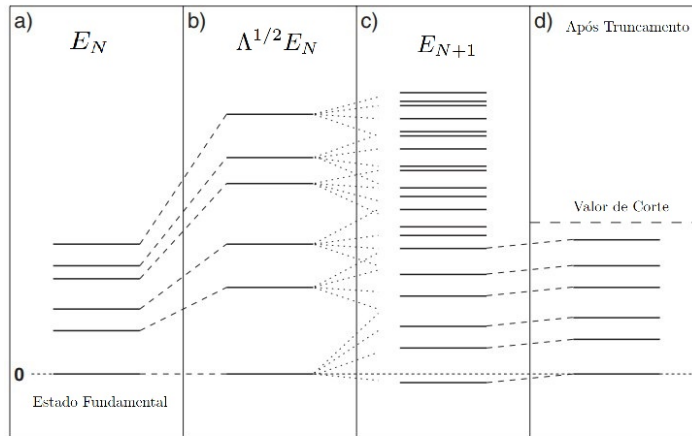 a)
E_N
b)
Λ^{1/2}E_N
c)
E_{N+1}
d)
Após Truncamento
Valor de Corte
0
Estado Fundamental